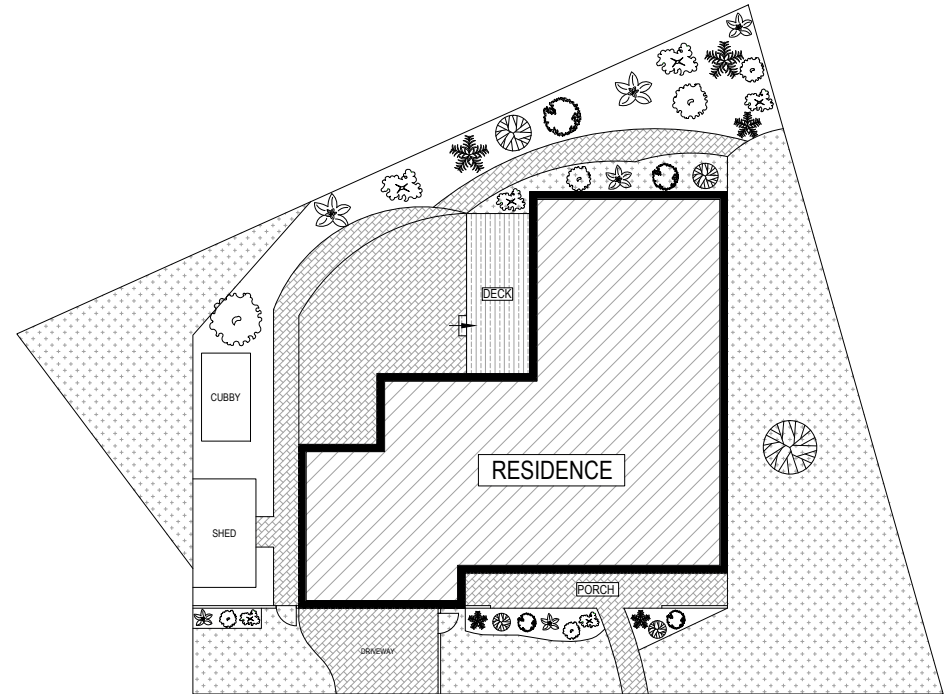 DECK
CUBBY
RESIDENCE
SHED
PORCH
DRIVEWAY